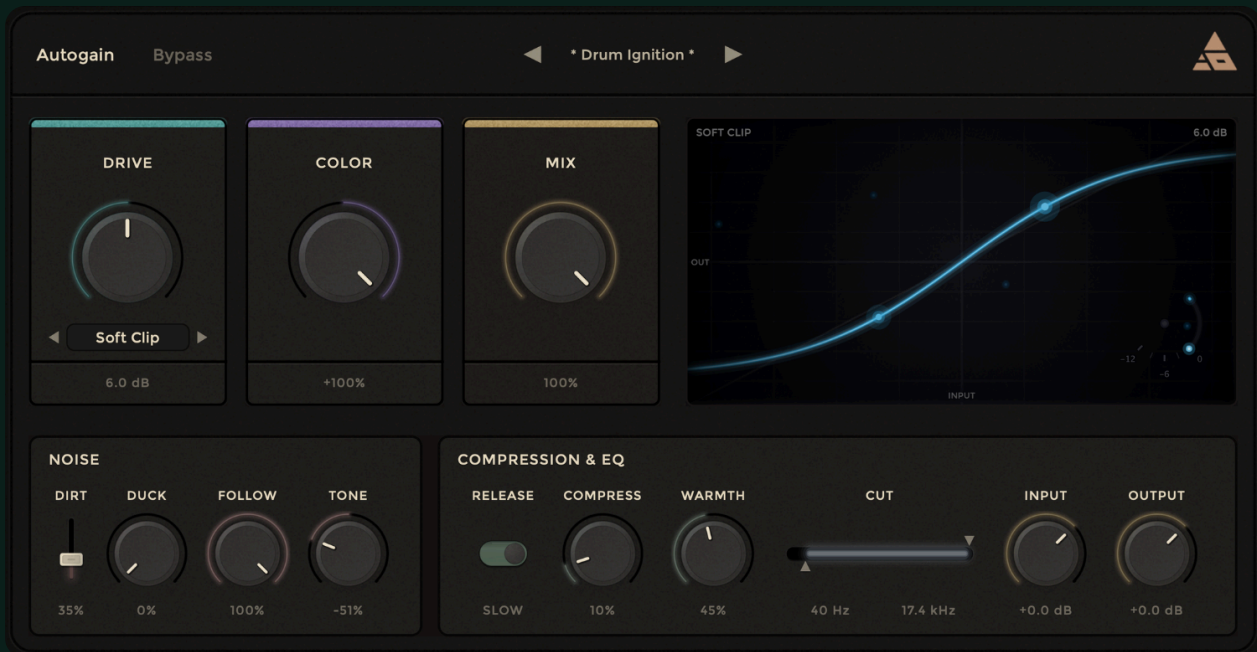 Autogain Bypass * Drum Ignition *
DRIVE COLOR MIX
SOFT CLIP 6.0 dB
OUT
Soft Clip
-12 -6 0
6.0 dB +100% 100%
INPUT
NOISE
DIRT DUCK FOLLOW TONE
35% 0% 100% -51%
COMPRESSION & EQ
RELEASE COMPRESS WARMTH CUT INPUT OUTPUT
SLOW 10% 45% 40 Hz 17.4 kHz +0.0 dB +0.0 dB